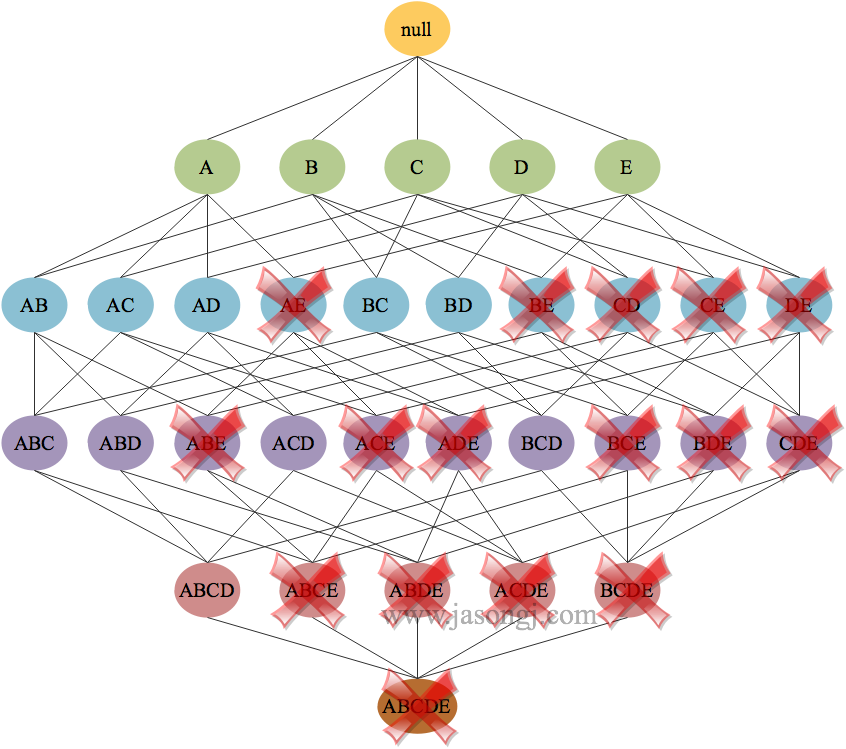 null
A B C D E
AB AC AD AE BC BD BE CD CE DE
ABC ABD ABE ACD ACE ADE BCD BCE BDE CDE
ABCD ABCE ABDE ACDE BCDE
www.jasongj.com
ABCDE